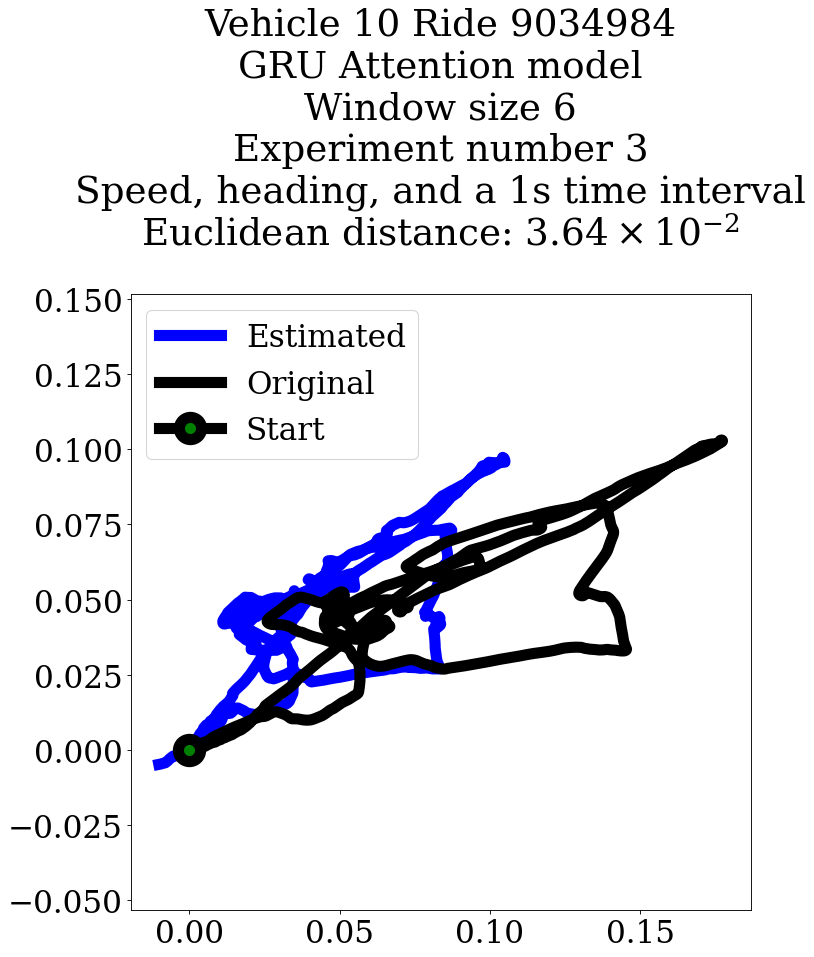 Vehicle 10 Ride 9034984
GRU Attention model
Window size 6
Experiment number 3
Speed, heading, and a 1s time interval
Euclidean distance: 3.64 × 10⁻²
0.150
Estimated
0.125
Original
Start
0.100
0.075
0.050
0.025
0.000
−0.025
−0.050
0.00 0.05 0.10 0.15